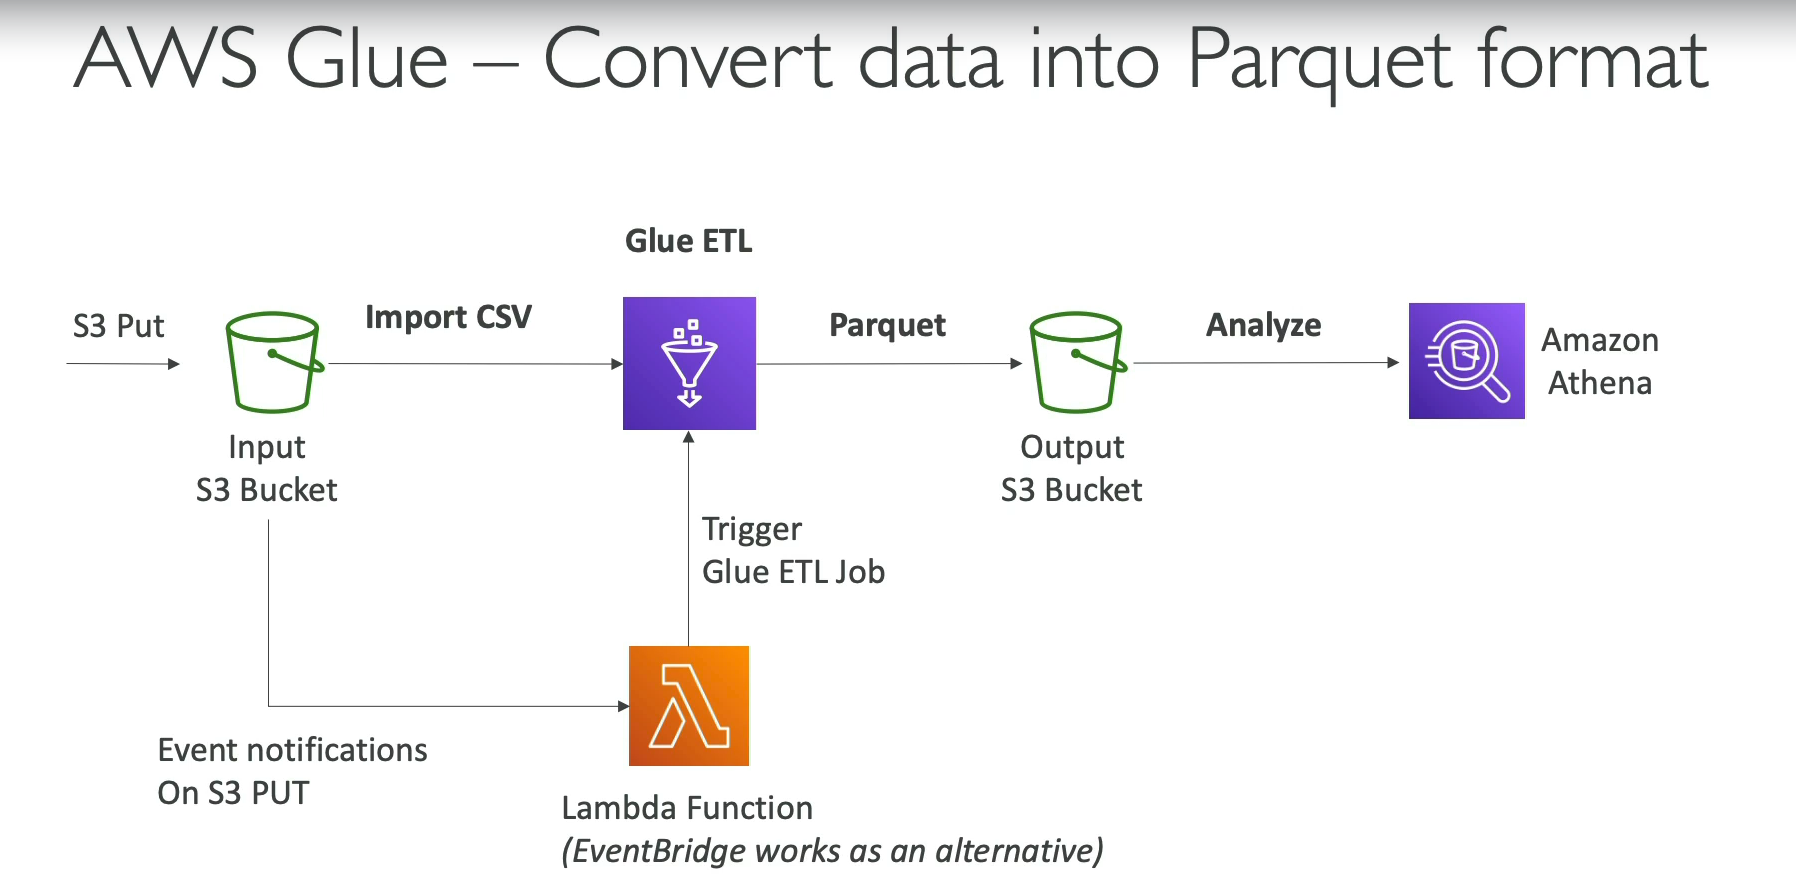 AWS Glue – Convert data into Parquet format
Glue ETL
S3 Put
Import CSV
Parquet
Analyze
Amazon
Athena
Input
S3 Bucket
Output
S3 Bucket
Trigger
Glue ETL Job
Event notifications
On S3 PUT
Lambda Function
(EventBridge works as an alternative)